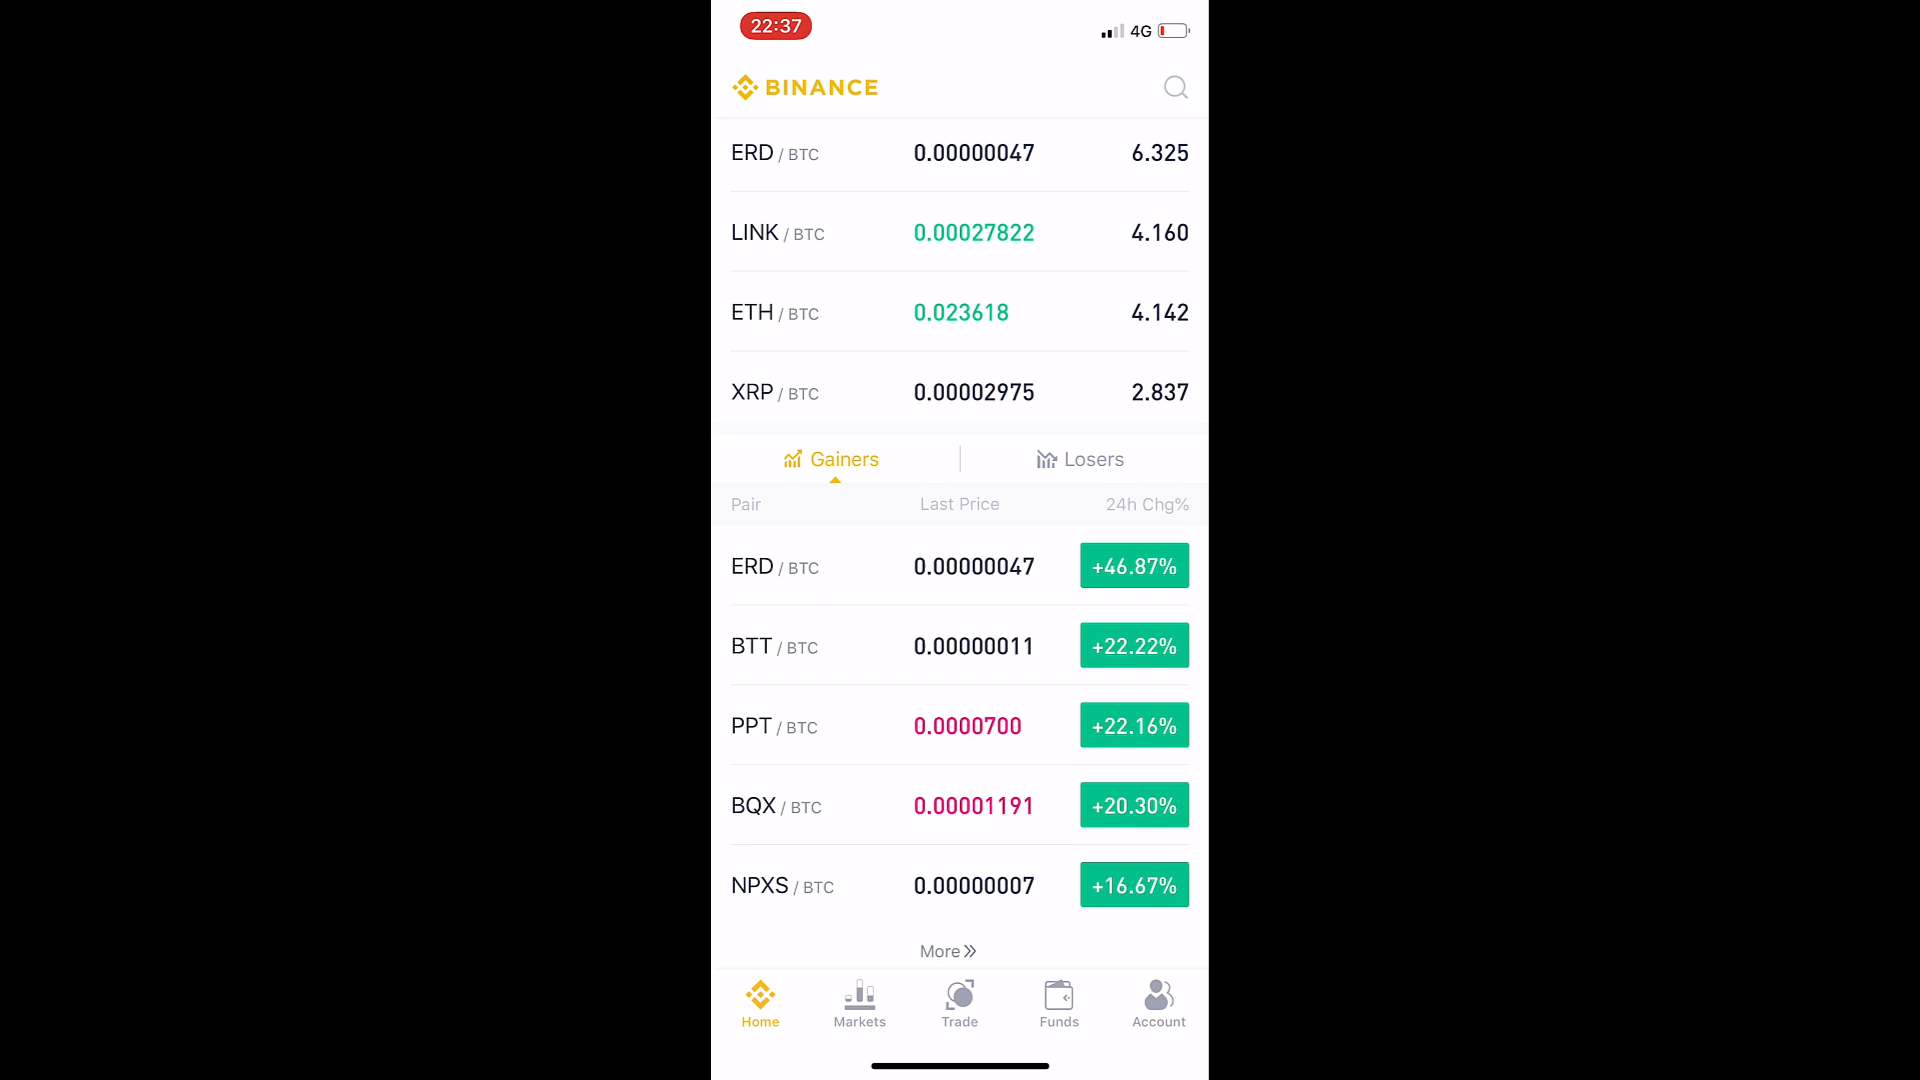 22:37 4G
BINANCE
ERD / BTC 0.00000047 6.325
LINK / BTC 0.00027822 4.160
ETH / BTC 0.023618 4.142
XRP / BTC 0.00002975 2.837
Gainers Losers
Pair Last Price 24h Chg%
ERD / BTC 0.00000047 +46.87%
BTT / BTC 0.00000011 +22.22%
PPT / BTC 0.0000700 +22.16%
BQX / BTC 0.00001191 +20.30%
NPXS / BTC 0.00000007 +16.67%
More
Home Markets Trade Funds Account